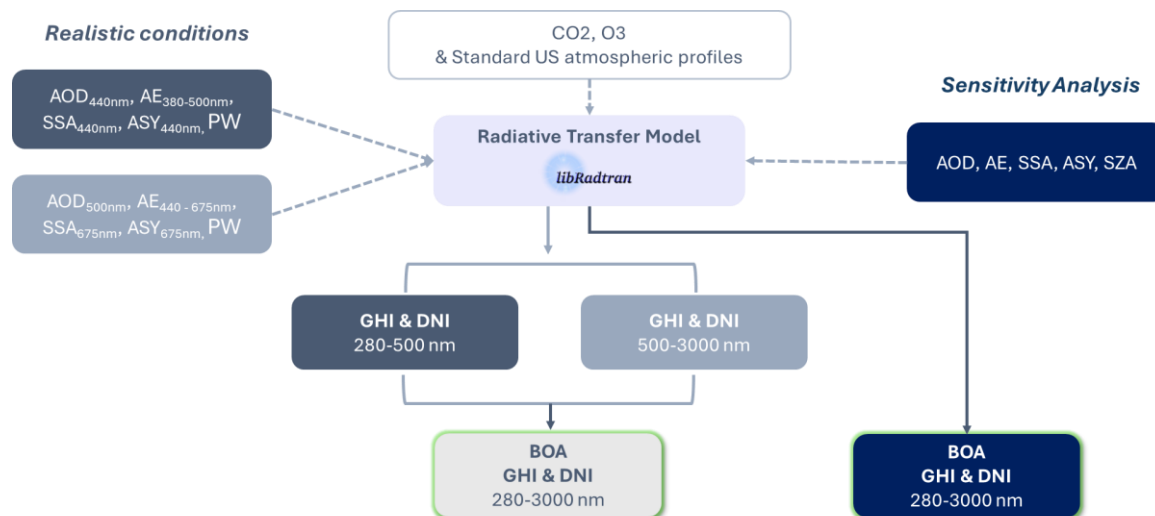 Realistic conditions
CO2, O3
& Standard US atmospheric profiles
Sensitivity Analysis
AOD440nm, AE380-500nm,
SSA440nm, ASY440nm, PW
Radiative Transfer Model
libRadtran
AOD, AE, SSA, ASY, SZA
AOD500nm, AE440 - 675nm,
SSA675nm, ASY675nm, PW
GHI & DNI
280-500 nm
GHI & DNI
500-3000 nm
BOA
GHI & DNI
280-3000 nm
BOA
GHI & DNI
280-3000 nm